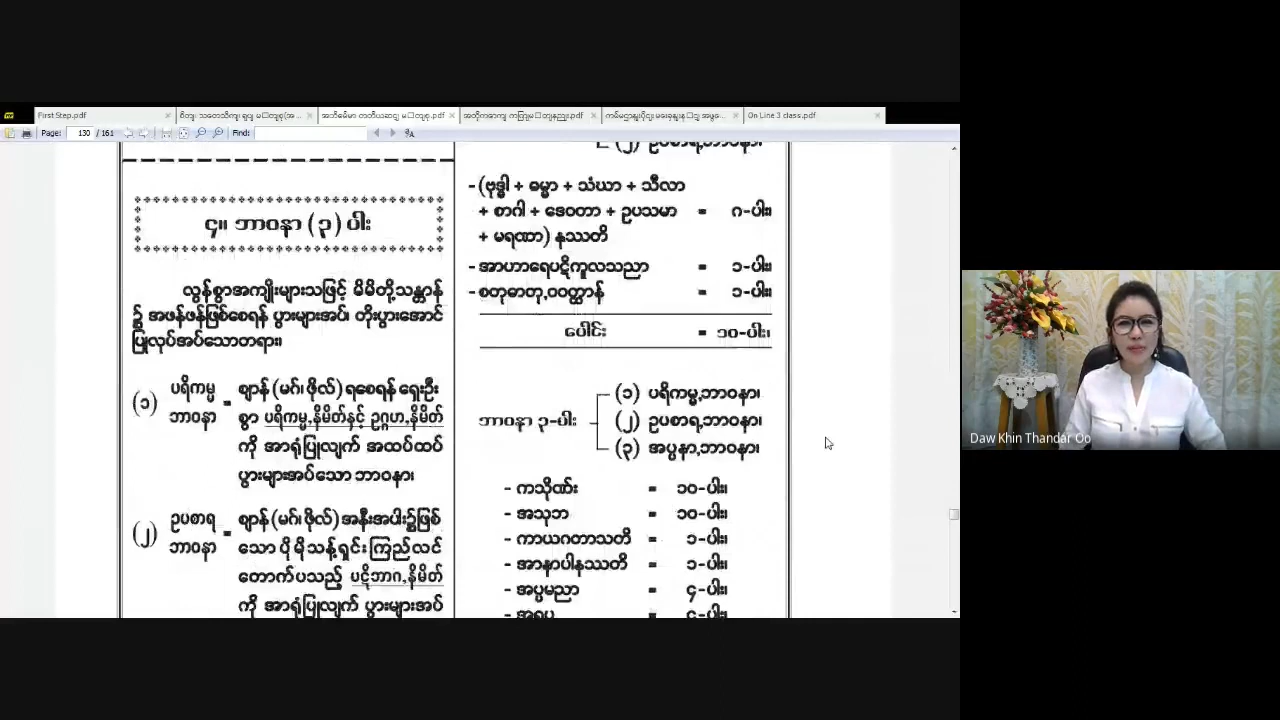 First Step.pdf
On Line 3 class.pdf
Page: 130 / 161
Find:
၄။ ဘာဝနာ (၃) ပါး
လွန်စွာအကျိုးများသဖြင့် မိမိတို့သန္တာန်
၌ အဖန်ဖန်ဖြစ်စေရန် ပွားများအပ်၊ တိုးပွားအောင်
ပြုလုပ်အပ်သောတရား၊
(၁) ပရိကမ္မ ဘာဝနာ = ဈာန် (မဂ်၊ ဖိုလ်) ရစေရန် ရှေးဦး
စွာ ပရိကမ္မ,နိမိတ်နှင့် ဥဂ္ဂဟ,နိမိတ်
ကို အာရုံပြုလျက် အထပ်ထပ်
ပွားများအပ်သော ဘာဝနာ၊
(၂) ဥပစာရ ဘာဝနာ = ဈာန် (မဂ်၊ ဖိုလ်) အနီးအပါး၌ဖြစ်
သော ပိုမိုသန့်ရှင်းကြည်လင်
တောက်ပသည့် ပဋိဘာဂ,နိမိတ်
ကို အာရုံပြုလျက် ပွားများအပ်
(၂) ဥပစာရ,ဘာဝနာ၊
- (ဗုဒ္ဓါ + ဓမ္မာ + သံဃာ + သီလာ
+ စာဂါ + ဒေဝတာ + ဥပသမာ = ၈-ပါး၊
+ မရဏာ) နုဿတိ
- အာဟာရေပဋိကူလသညာ = ၁-ပါး၊
- စတုဓာတု,ဝဝတ္ထာန် = ၁-ပါး၊
ပေါင်း = ၁၀-ပါး၊
ဘာဝနာ ၃-ပါး
(၁) ပရိကမ္မ,ဘာဝနာ၊
(၂) ဥပစာရ,ဘာဝနာ၊
(၃) အပ္ပနာ,ဘာဝနာ၊
- ကသိုဏ်း = ၁၀-ပါး၊
- အသုဘ = ၁၀-ပါး၊
- ကာယဂတာသတိ = ၁-ပါး၊
- အာနာပါနဿတိ = ၁-ပါး၊
- အပ္ပမညာ = ၄-ပါး၊
- အရူပ = ၄-ပါး၊
Daw Khin Thandar Oo